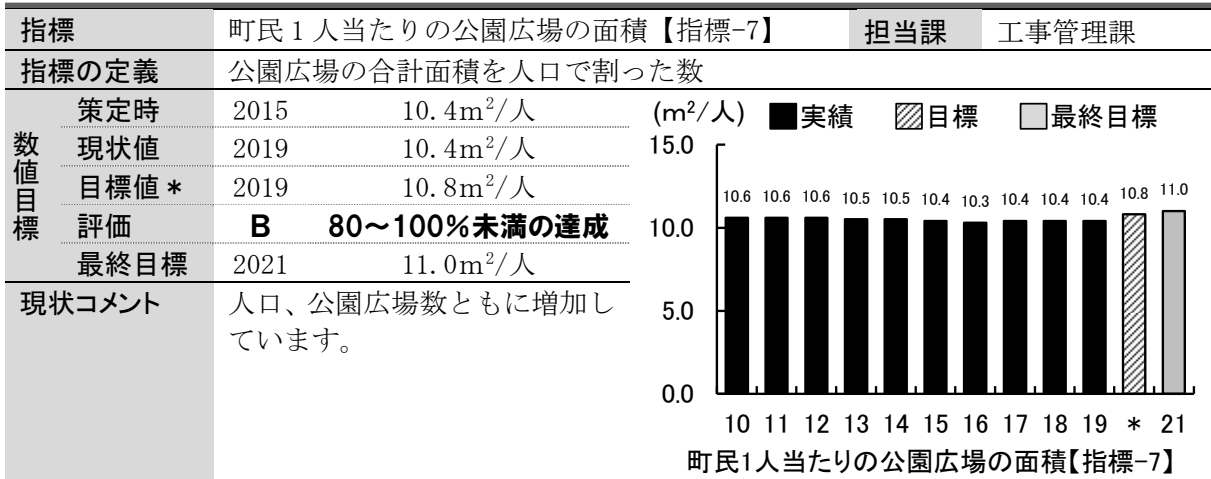 指標 町民1人当たりの公園広場の面積【指標-7】 担当課 工事管理課
指標の定義 公園広場の合計面積を人口で割った数
数値目標
策定時 2015 10.4m²/人
現状値 2019 10.4m²/人
目標値* 2019 10.8m²/人
評価 B 80～100%未満の達成
最終目標 2021 11.0m²/人
現状コメント 人口、公園広場数ともに増加し
ています。
(m²/人) 実績 目標 最終目標
15.0
10.6 10.6 10.6 10.5 10.5 10.4 10.3 10.4 10.4 10.4 10.8 11.0
10.0
5.0
0.0
10 11 12 13 14 15 16 17 18 19 * 21
町民1人当たりの公園広場の面積【指標-7】